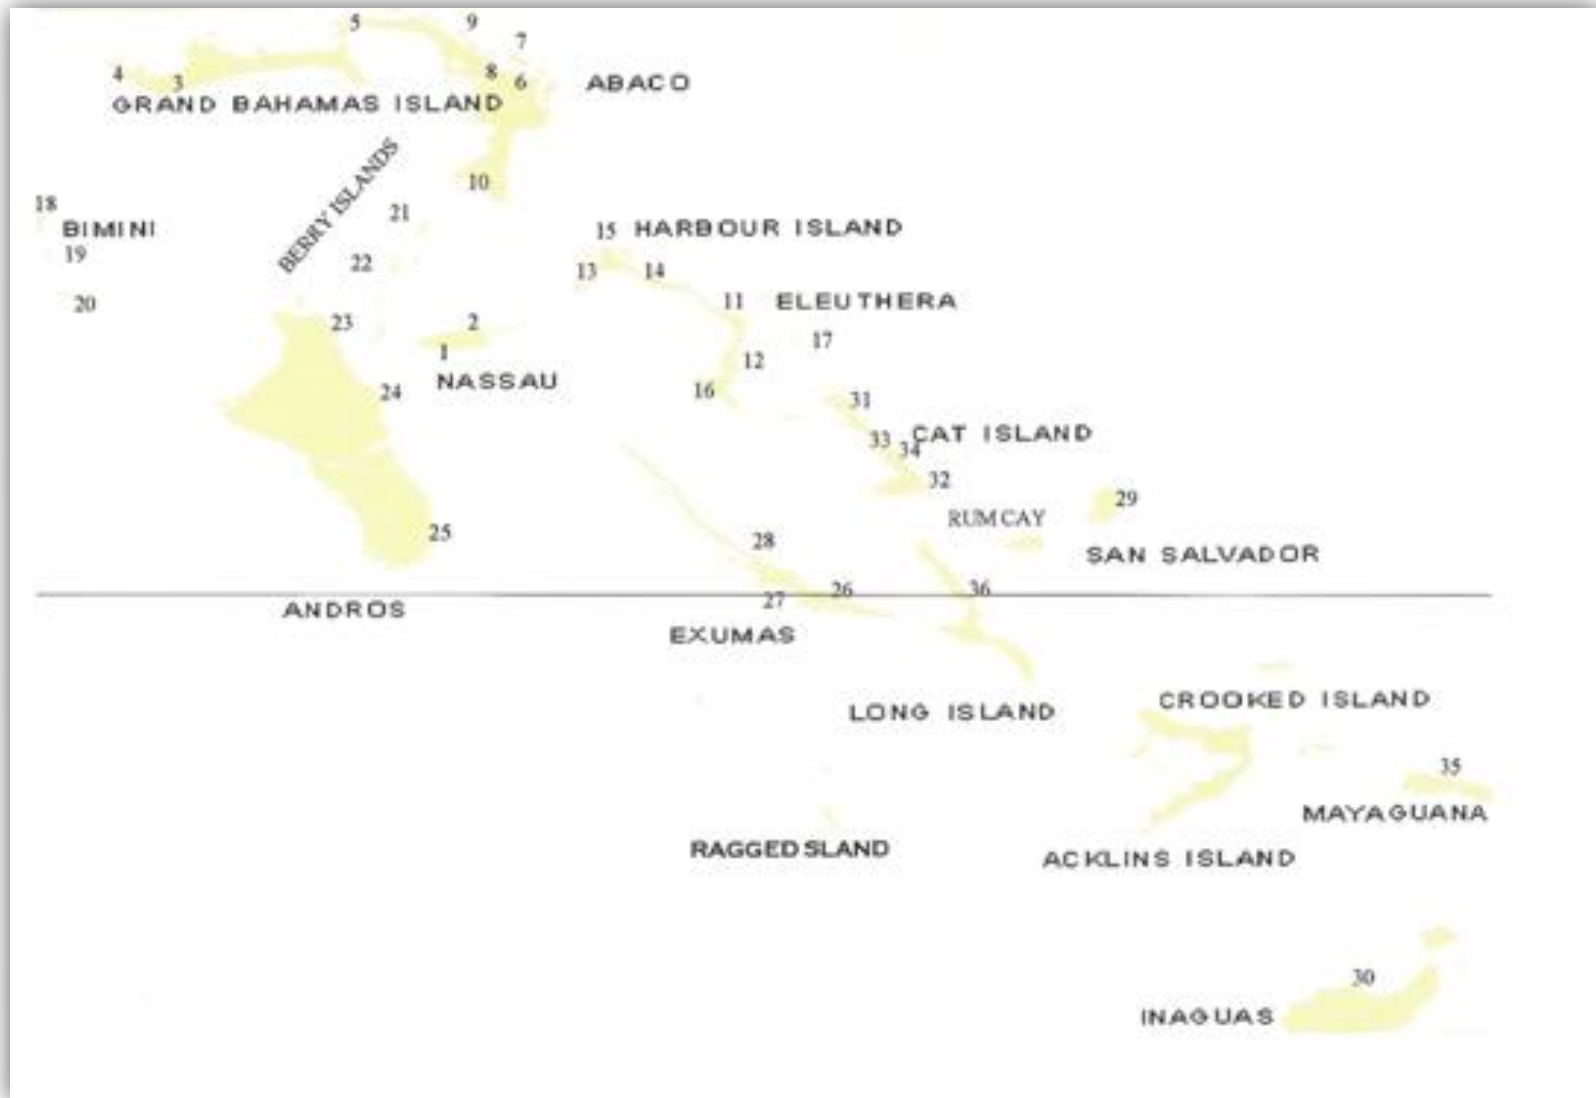 5
9
7
4
3
8
6
ABACO
GRAND BAHAMAS ISLAND
BERRY ISLANDS
10
18
21
BIMINI
15
HARBOUR ISLAND
19
22
13
14
20
11
ELEUTHERA
23
2
17
1
12
NASSAU
24
16
31
33
34
CAT ISLAND
32
29
RUM CAY
25
28
SAN SALVADOR
26
36
27
ANDROS
EXUMAS
CROOKED ISLAND
LONG ISLAND
35
MAYAGUANA
RAGGED SLAND
ACKLINS ISLAND
30
INAGUAS